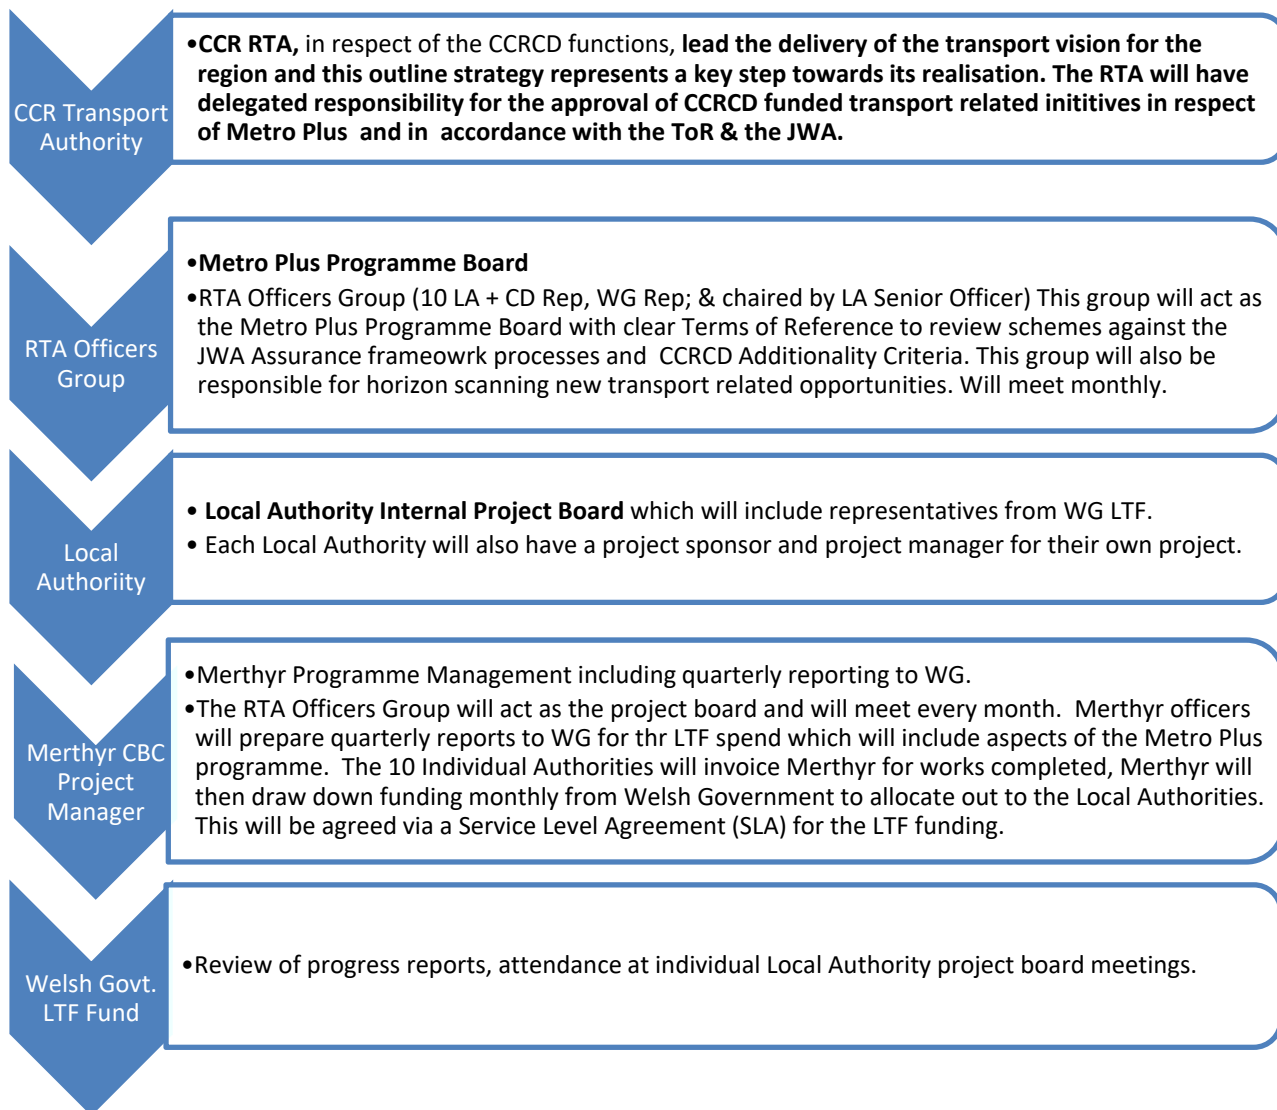 CCR Transport
Authority
•CCR RTA, in respect of the CCRCD functions, lead the delivery of the transport vision for the
region and this outline strategy represents a key step towards its realisation. The RTA will have
delegated responsibility for the approval of CCRCD funded transport related inititives in respect
of Metro Plus and in accordance with the ToR & the JWA.
RTA Officers
Group
•Metro Plus Programme Board
•RTA Officers Group (10 LA + CD Rep, WG Rep; & chaired by LA Senior Officer) This group will act as
the Metro Plus Programme Board with clear Terms of Reference to review schemes against the
JWA Assurance frameowrk processes and CCRCD Additionality Criteria. This group will also be
responsible for horizon scanning new transport related opportunities. Will meet monthly.
Local
Authoriity
• Local Authority Internal Project Board which will include representatives from WG LTF.
• Each Local Authority will also have a project sponsor and project manager for their own project.
Merthyr CBC
Project
Manager
•Merthyr Programme Management including quarterly reporting to WG.
•The RTA Officers Group will act as the project board and will meet every month. Merthyr officers
will prepare quarterly reports to WG for thr LTF spend which will include aspects of the Metro Plus
programme. The 10 Individual Authorities will invoice Merthyr for works completed, Merthyr will
then draw down funding monthly from Welsh Government to allocate out to the Local Authorities.
This will be agreed via a Service Level Agreement (SLA) for the LTF funding.
Welsh Govt.
LTF Fund
•Review of progress reports, attendance at individual Local Authority project board meetings.